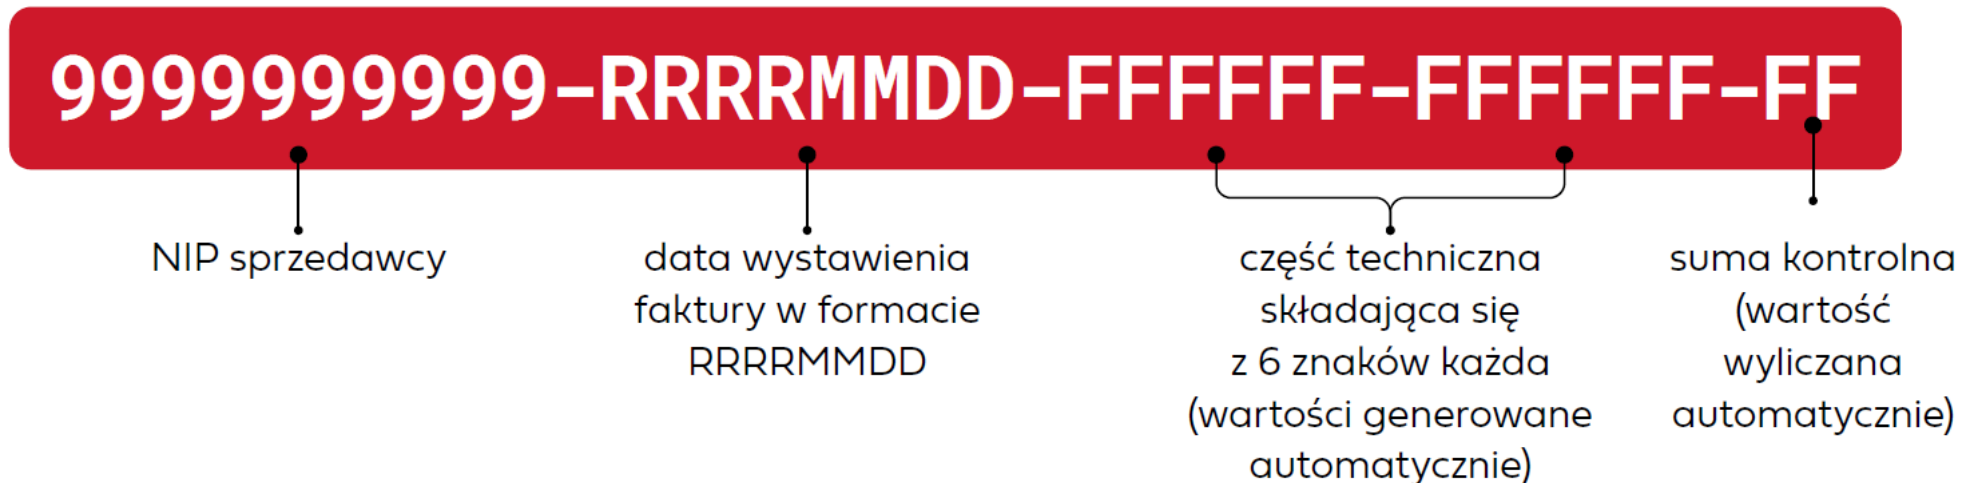 9999999999-RRRRMMDD-FFFFFF-FFFFFF-FF
NIP sprzedawcy
data wystawienia
faktury w formacie
RRRRMMDD
część techniczna
składająca się
z 6 znaków każda
(wartości generowane
automatycznie)
suma kontrolna
(wartość
wyliczana
automatycznie)